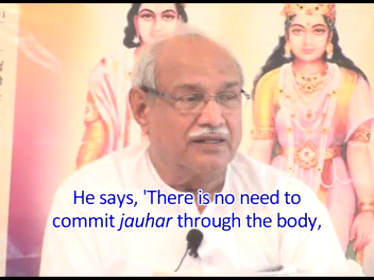 He says, 'There is no need to
commit jauhar through the body,